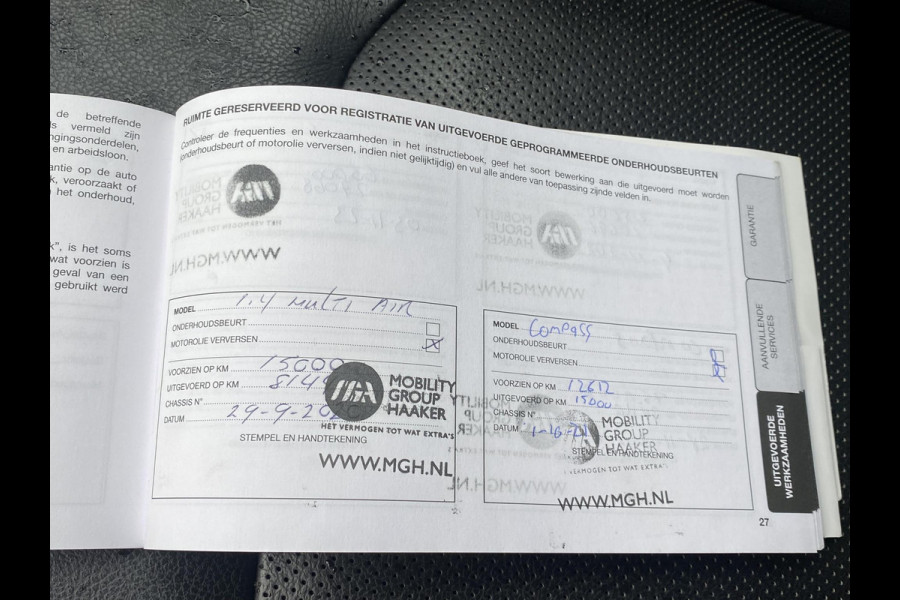 de betreffende
vermeld zijn
gingsonderdelen,
en arbeidsloon.
antie op de auto
k, veroorzaakt of
het onderhoud,
k", is het soms
wat voorzien is
geval van een
gebruikt werd
RUIMTE GERESERVEERD VOOR REGISTRATIE VAN UITGEVOERDE GEPROGRAMMEERDE ONDERHOUDSBEURTEN
Controleer de frequenties en werkzaamheden in het instructieboek, geef het soort bewerking aan die uitgevoerd moet worden
(onderhoudsbeurt of motorolie verversen, indien niet gelijktijdig) en vul alle andere van toepassing zijnde velden in.
MODEL 1.4 MULTI AIR
ONDERHOUDSBEURT
MOTOROLIE VERVERSEN X
VOORZIEN OP KM 15000
UITGEVOERD OP KM
CHASSIS N°
DATUM 29-9-20
STEMPEL EN HANDTEKENING
MGH
MOBILITY
GROUP
HAAKER
HET VERMOGEN TOT WAT EXTRA'S
WWW.MGH.NL
MODEL Compass
ONDERHOUDSBEURT
MOTOROLIE VERVERSEN
VOORZIEN OP KM 12612
UITGEVOERD OP KM 15000
CHASSIS N°
DATUM
STEMPEL EN HANDTEKENING
MOBILITY
GROUP
HAAKER
VERMOGEN TOT WAT EXTRA'S
WWW.MGH.NL
GARANTIE
AANVULLENDE
SERVICES
UITGEVOERDE
WERKZAAMHEDEN
27